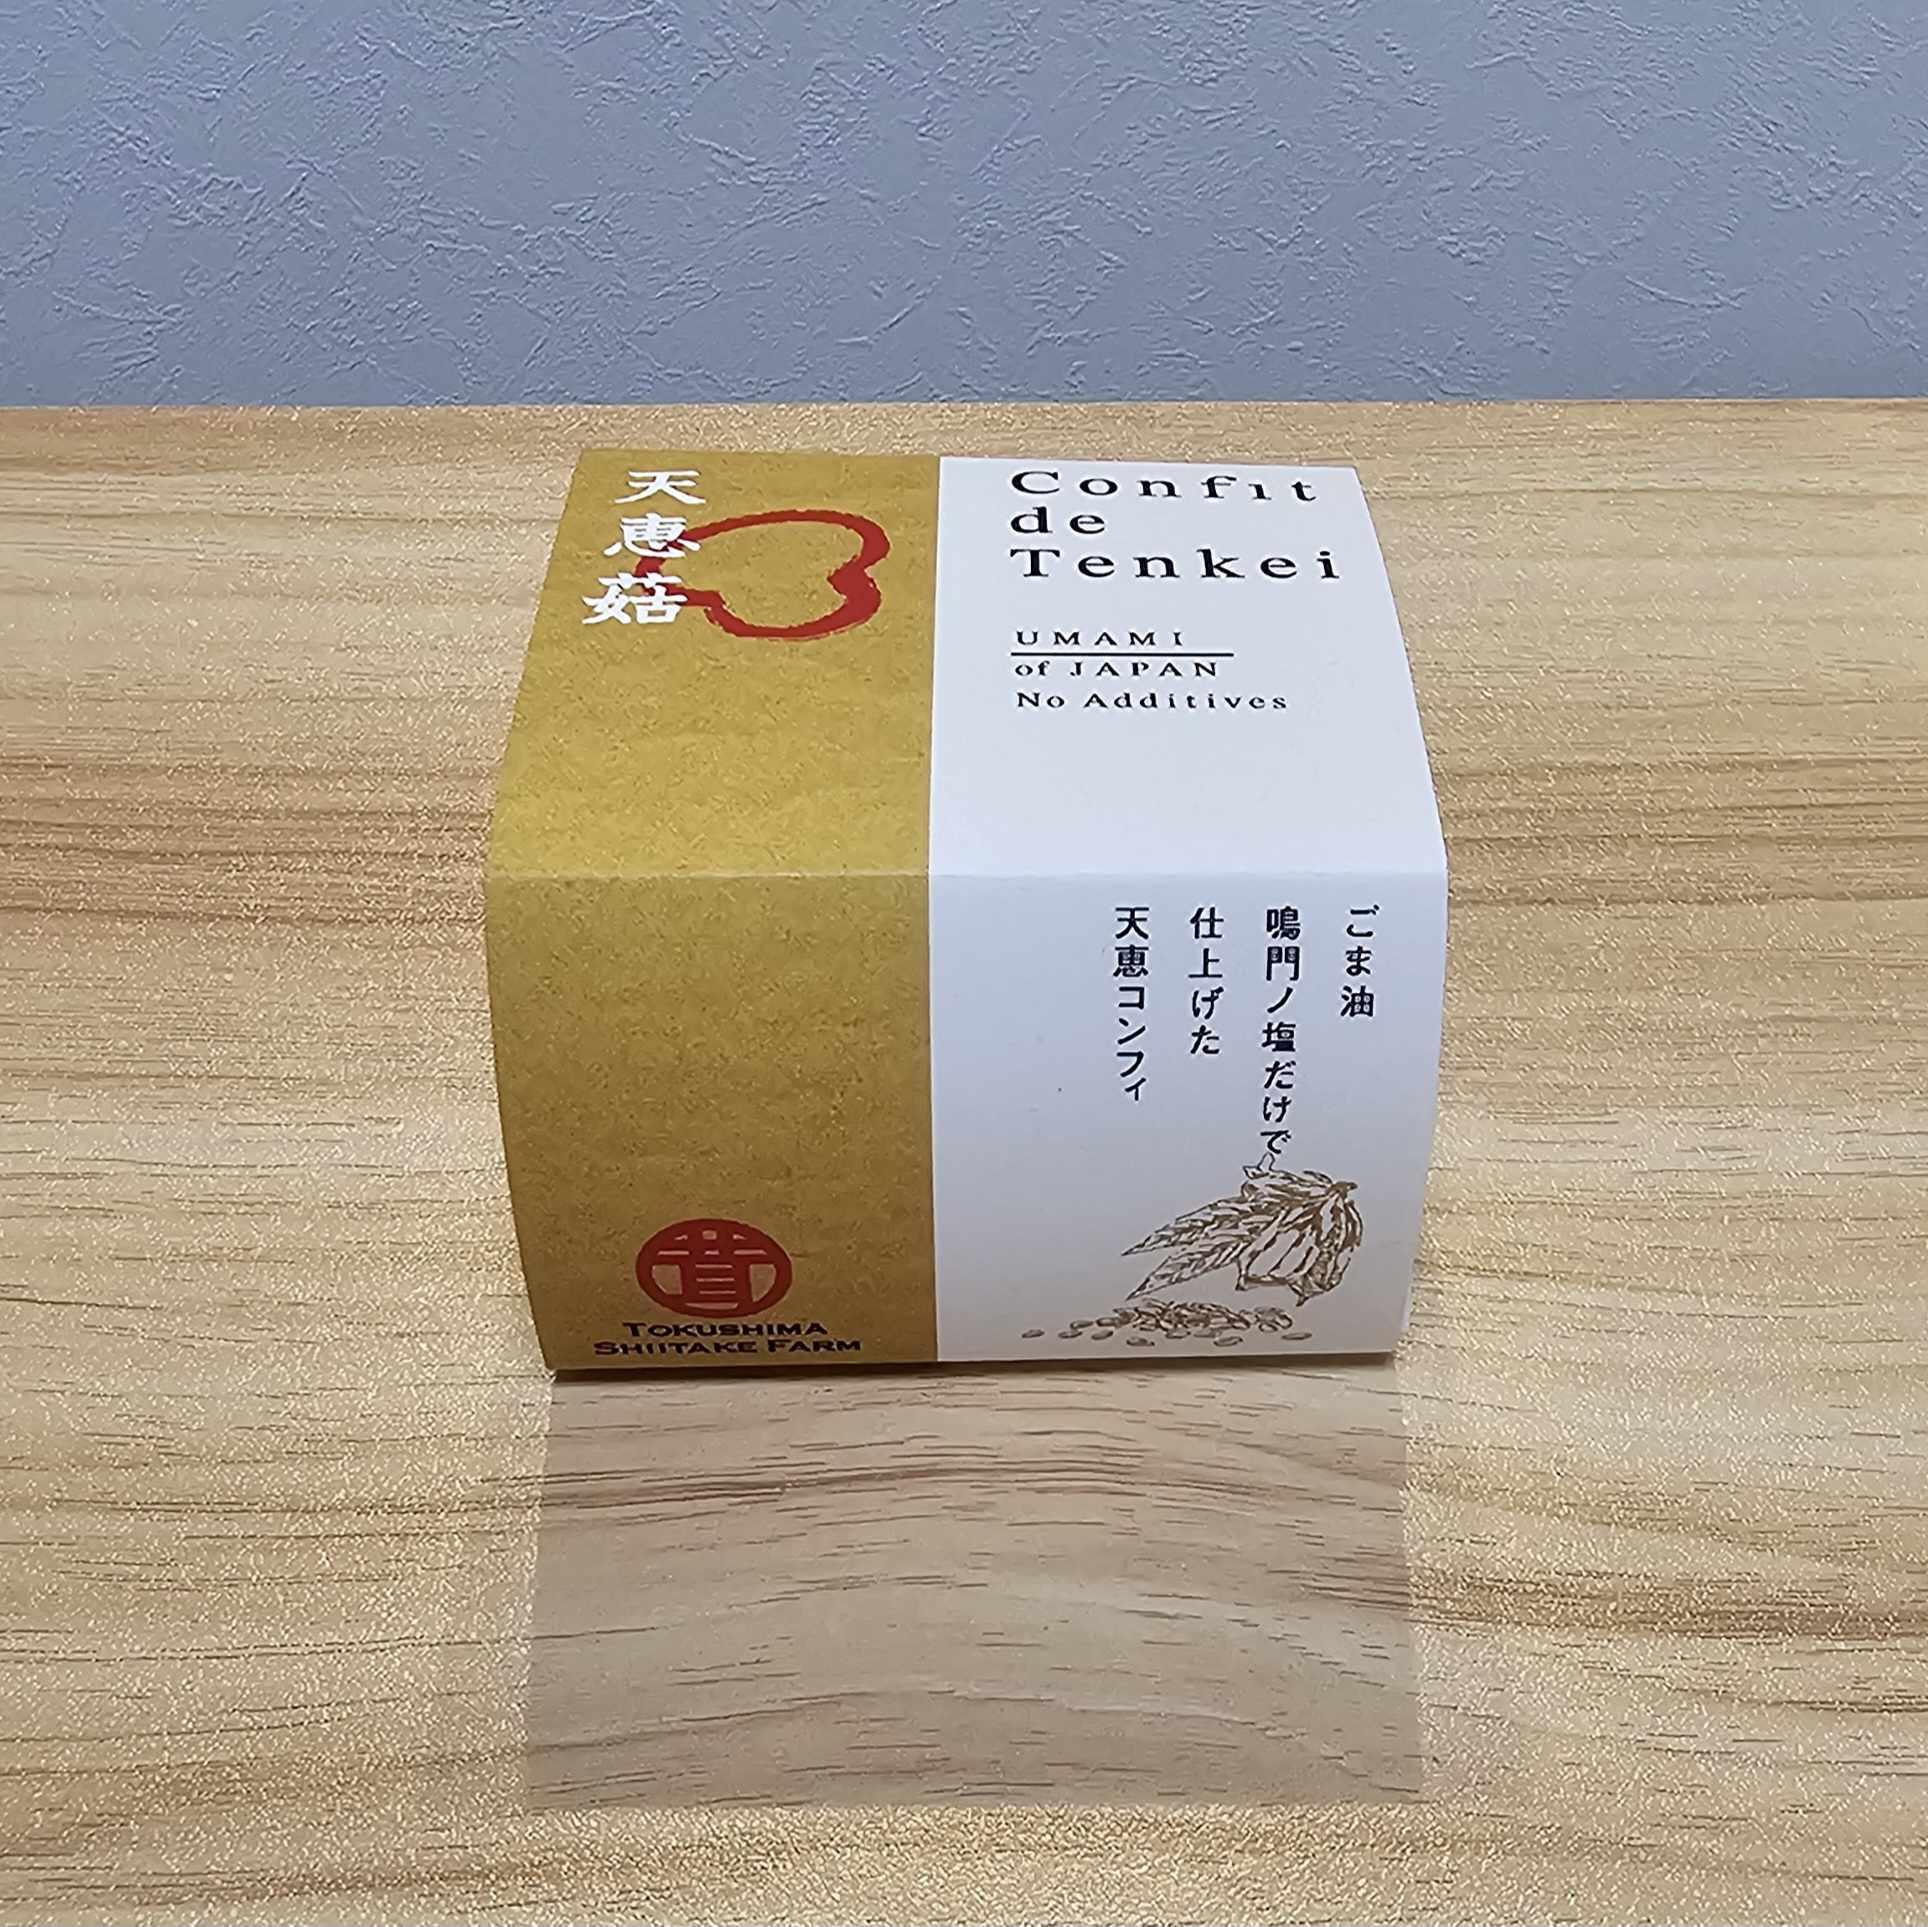 天恵菇
Confit
de
Tenkei
UMAMI
of JAPAN
No Additives
ごま油
鳴門ノ塩だけで
仕上げた
天恵コンフィ
TOKUSHIMA
SHIITAKE FARM